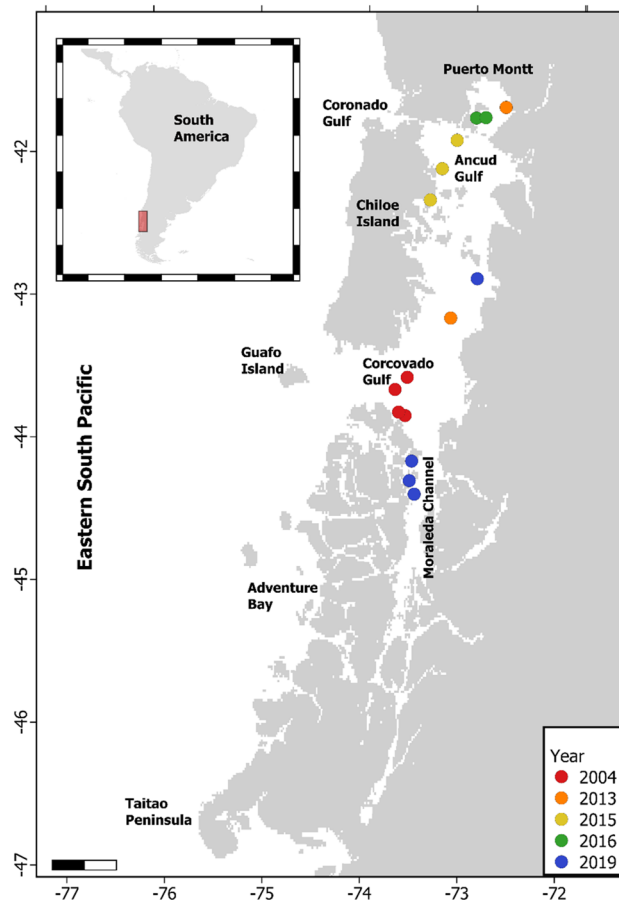 South
America
Puerto Montt
Coronado
Gulf
Ancud
Gulf
Chiloe
Island
Guafo
Island
Corcovado
Gulf
Eastern South Pacific
Moraleda Channel
Adventure
Bay
Taitao
Peninsula
-42
-43
-44
-45
-46
-47
-77
-76
-75
-74
-73
-72
Year
2004
2013
2015
2016
2019